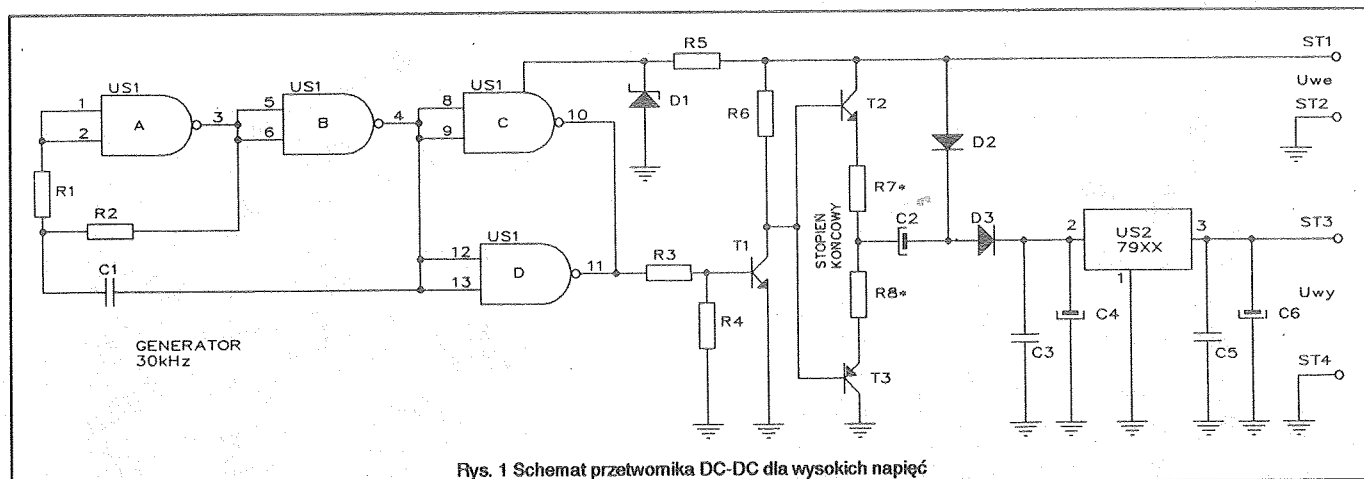 R5
ST1
US1
US1
US1
Uwe
T2
D1
R6
ST2
1
2
A
3
5
6
B
4
8
9
C
10
D2
R1
R2
R7*
STOPIEN KOŃCOWY
C2
D3
2
US2
79XX
3
1
ST3
US1
C1
12
13
D
11
R3
T1
R8*
Uwy
C4
C6
R4
C3
C5
GENERATOR
30kHz
T3
ST4
Rys. 1 Schemat przetwornika DC-DC dla wysokich napięć